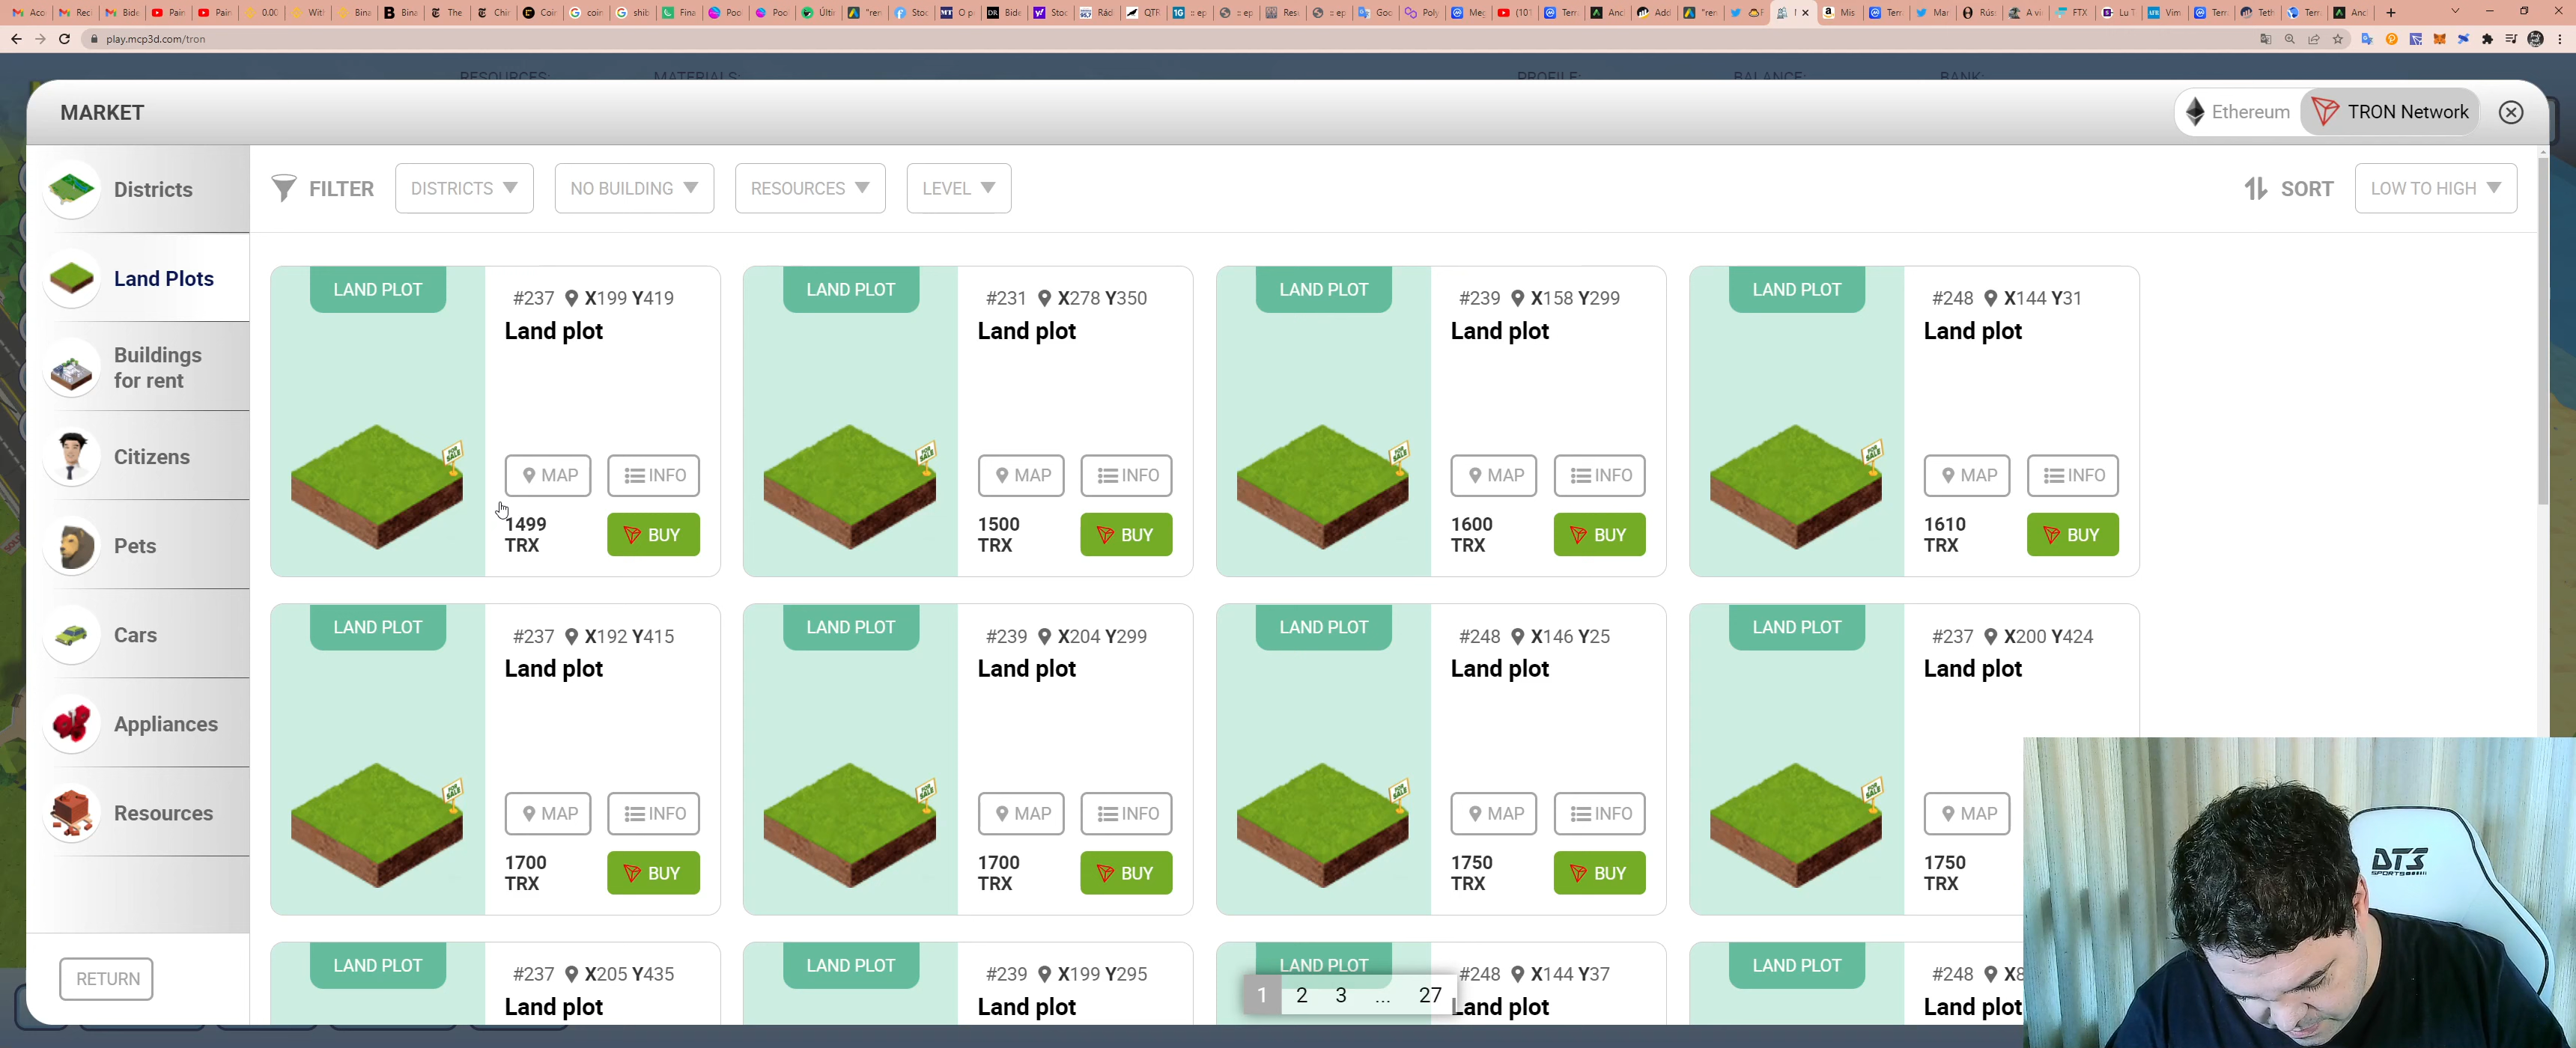 play.mcp3d.com/tron
RESOURCES: MATERIALS: PROFILE: BALANCE: BANK:
MARKET
Ethereum
TRON Network
Districts
Land Plots
Buildings
for rent
Citizens
Pets
Cars
Appliances
Resources
RETURN
FILTER DISTRICTS NO BUILDING RESOURCES LEVEL
SORT LOW TO HIGH
LAND PLOT
#237 X199 Y419
Land plot
MAP INFO
1499
TRX
BUY
LAND PLOT
#231 X278 Y350
Land plot
MAP INFO
1500
TRX
BUY
LAND PLOT
#239 X158 Y299
Land plot
MAP INFO
1600
TRX
BUY
LAND PLOT
#248 X144 Y31
Land plot
MAP INFO
1610
TRX
BUY
LAND PLOT
#237 X192 Y415
Land plot
MAP INFO
1700
TRX
BUY
LAND PLOT
#239 X204 Y299
Land plot
MAP INFO
1700
TRX
BUY
LAND PLOT
#248 X146 Y25
Land plot
MAP INFO
1750
TRX
BUY
LAND PLOT
#237 X200 Y424
Land plot
MAP
1750
TRX
LAND PLOT
#237 X205 Y435
Land plot
LAND PLOT
#239 X199 Y295
Land plot
LAND PLOT
#248 X144 Y37
Land plot
LAND PLOT
#248 X8
Land plot
1 2 3 ... 27
DT3
SPORTS